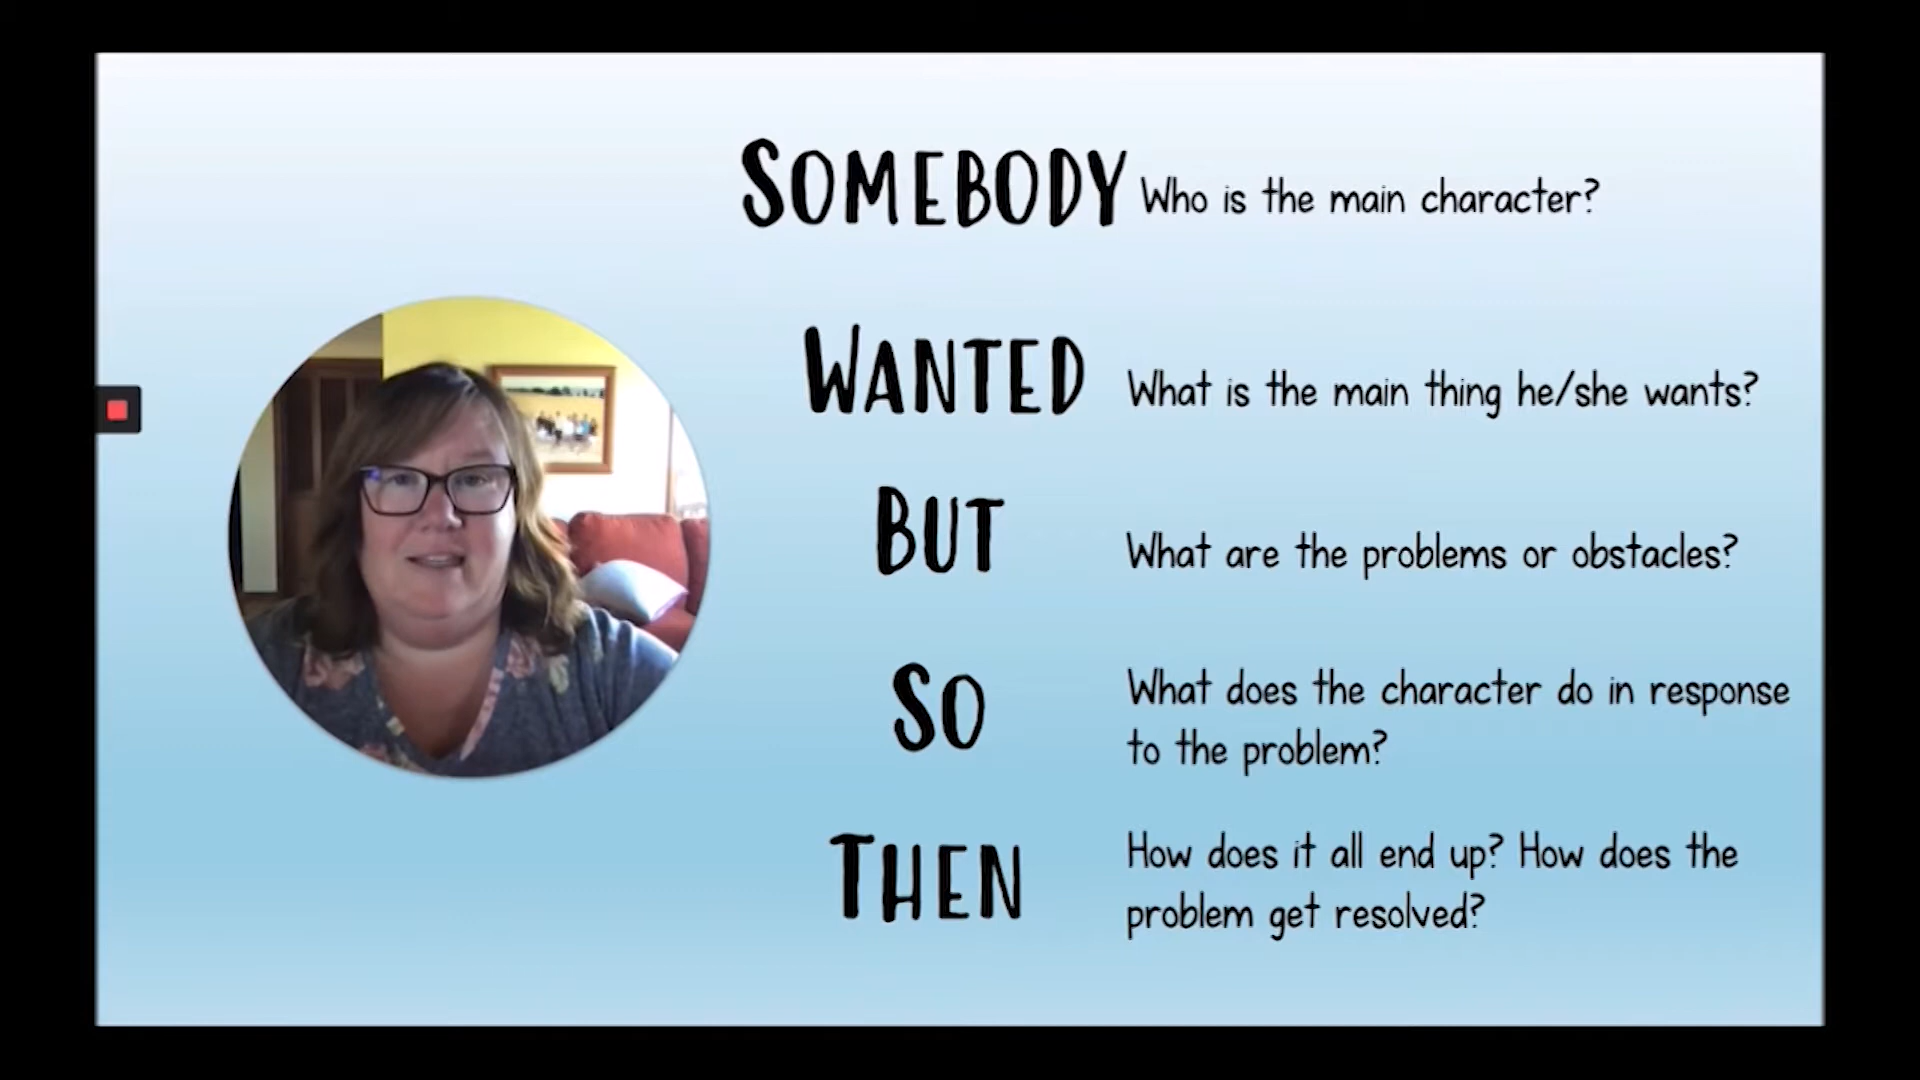 SOMEBODY Who is the main character?
WANTED What is the main thing he/she wants?
BUT What are the problems or obstacles?
SO What does the character do in response
to the problem?
THEN How does it all end up? How does the
problem get resolved?